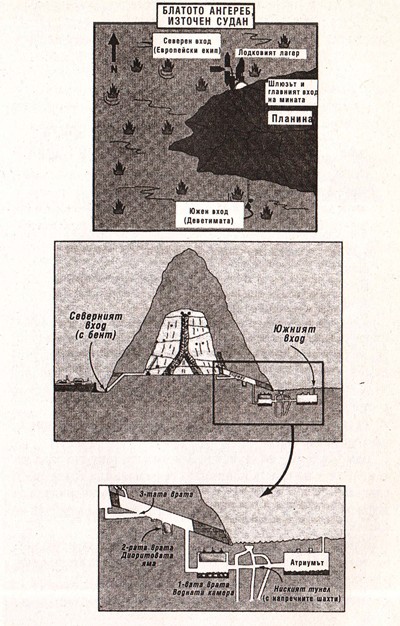 БЛАТОТО АНГЕРЕБ,
ИЗТОЧЕН СУДАН
Северен вход
(Европейски екип)
Лодковият лагер
N
Шлюзът и
главният вход
на мината
Планина
Южен вход
(Деветимата)
Северният
вход
(с бент)
Южният
вход
3-тата врата
2-рата врата
Диоритовата
яма
1-вата врата
Водната камера
Атриумът
Ниският тунел
(с напречните шахти)